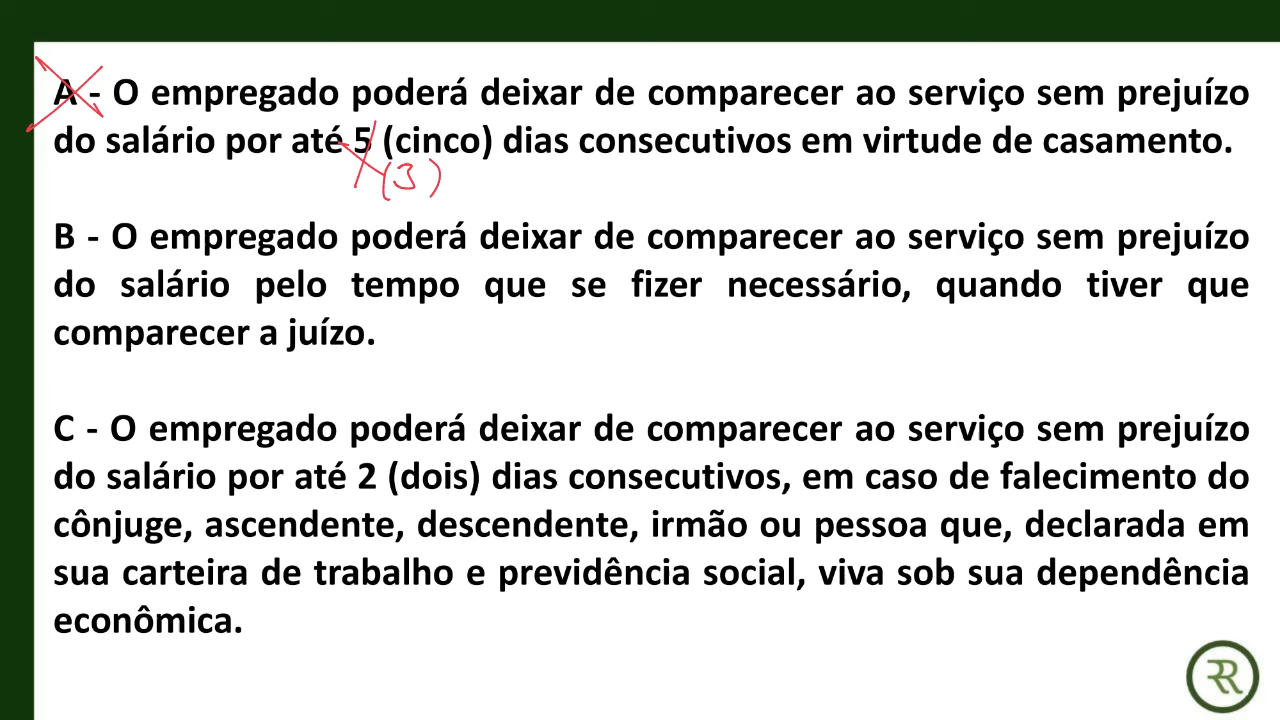 A - O empregado poderá deixar de comparecer ao serviço sem prejuízo
do salário por até 5 (cinco) dias consecutivos em virtude de casamento.
(3)
B - O empregado poderá deixar de comparecer ao serviço sem prejuízo
do salário pelo tempo que se fizer necessário, quando tiver que
comparecer a juízo.
C - O empregado poderá deixar de comparecer ao serviço sem prejuízo
do salário por até 2 (dois) dias consecutivos, em caso de falecimento do
cônjuge, ascendente, descendente, irmão ou pessoa que, declarada em
sua carteira de trabalho e previdência social, viva sob sua dependência
econômica.